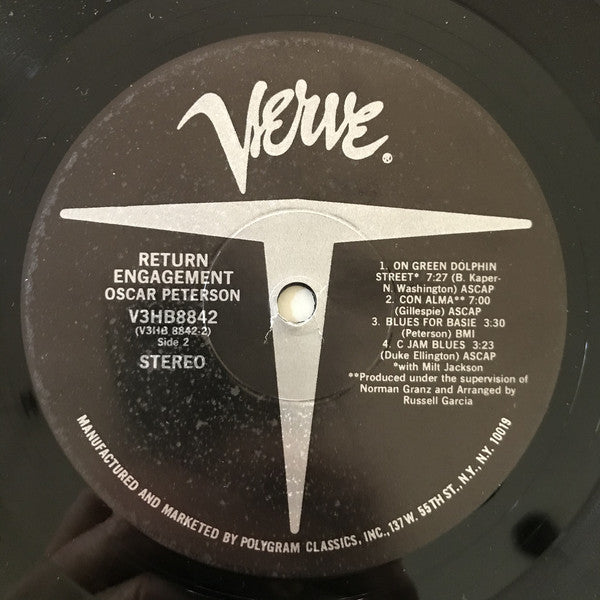 Verve®
RETURN
ENGAGEMENT
OSCAR PETERSON
V3HB8842
(V3HB 8842-2)
Side 2
STEREO
1. ON GREEN DOLPHIN
STREET* 7:27 (B. Kaper-
N. Washington) ASCAP
2. CON ALMA** 7:00
(Gillespie) ASCAP
3. BLUES FOR BASIE 3:30
(Peterson) BMI
4. C JAM BLUES 3:23
(Duke Ellington) ASCAP
*with Milt Jackson
**Produced under the supervision of
Norman Granz and Arranged by
Russell Garcia
MANUFACTURED AND MARKETED BY POLYGRAM CLASSICS, INC., 137 W. 55TH ST., N.Y., N.Y. 10019